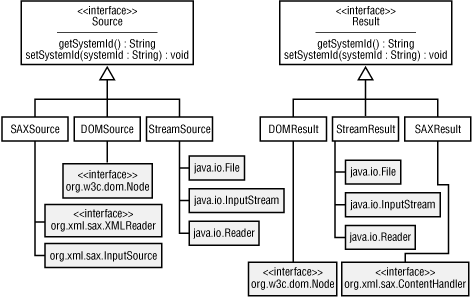 <<interface>>
Source
getSystemId() : String
setSystemId(systemId : String) : void
<<interface>>
Result
getSystemId() : String
setSystemId(systemId : String) : void
SAXSource
DOMSource
StreamSource
DOMResult
StreamResult
SAXResult
<<interface>>
org.w3c.dom.Node
java.io.File
java.io.InputStream
java.io.Reader
<<interface>>
org.xml.sax.XMLReader
org.xml.sax.InputSource
java.io.File
java.io.InputStream
java.io.Reader
<<interface>>
org.w3c.dom.Node
<<interface>>
org.xml.sax.ContentHandler